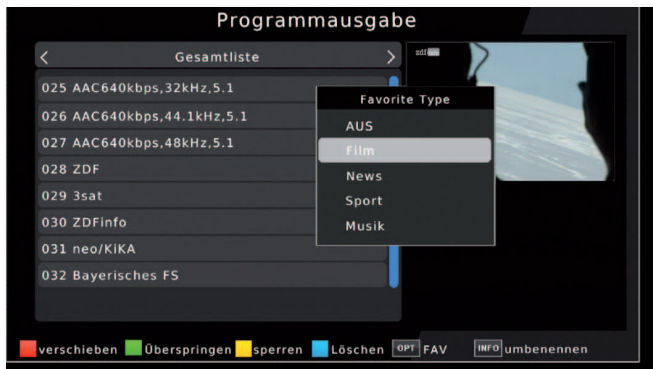 Programmausgabe
< Gesamtliste >
zdf
025 AAC640kbps,32kHz,5.1
026 AAC640kbps,44.1kHz,5.1
027 AAC640kbps,48kHz,5.1
028 ZDF
029 3sat
030 ZDFinfo
031 neo/KiKA
032 Bayerisches FS
Favorite Type
AUS
Film
News
Sport
Musik
verschieben Überspringen sperren Löschen OPT FAV INFO umbenennen